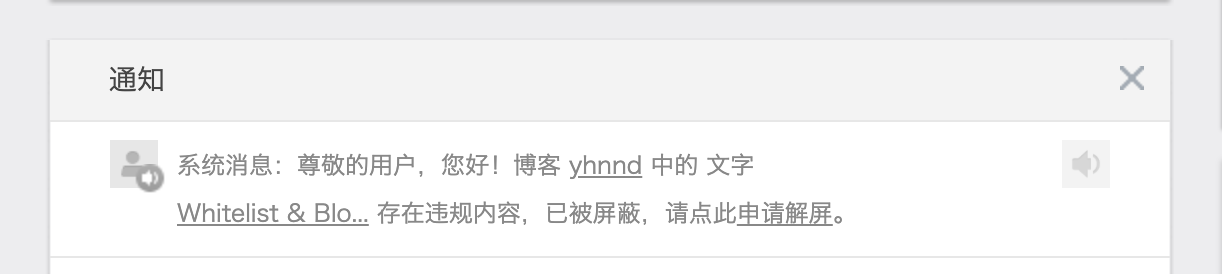 通知
系统消息：尊敬的用户，您好！博客 yhnnd 中的 文字
Whitelist & Blo... 存在违规内容，已被屏蔽，请点此申请解屏。